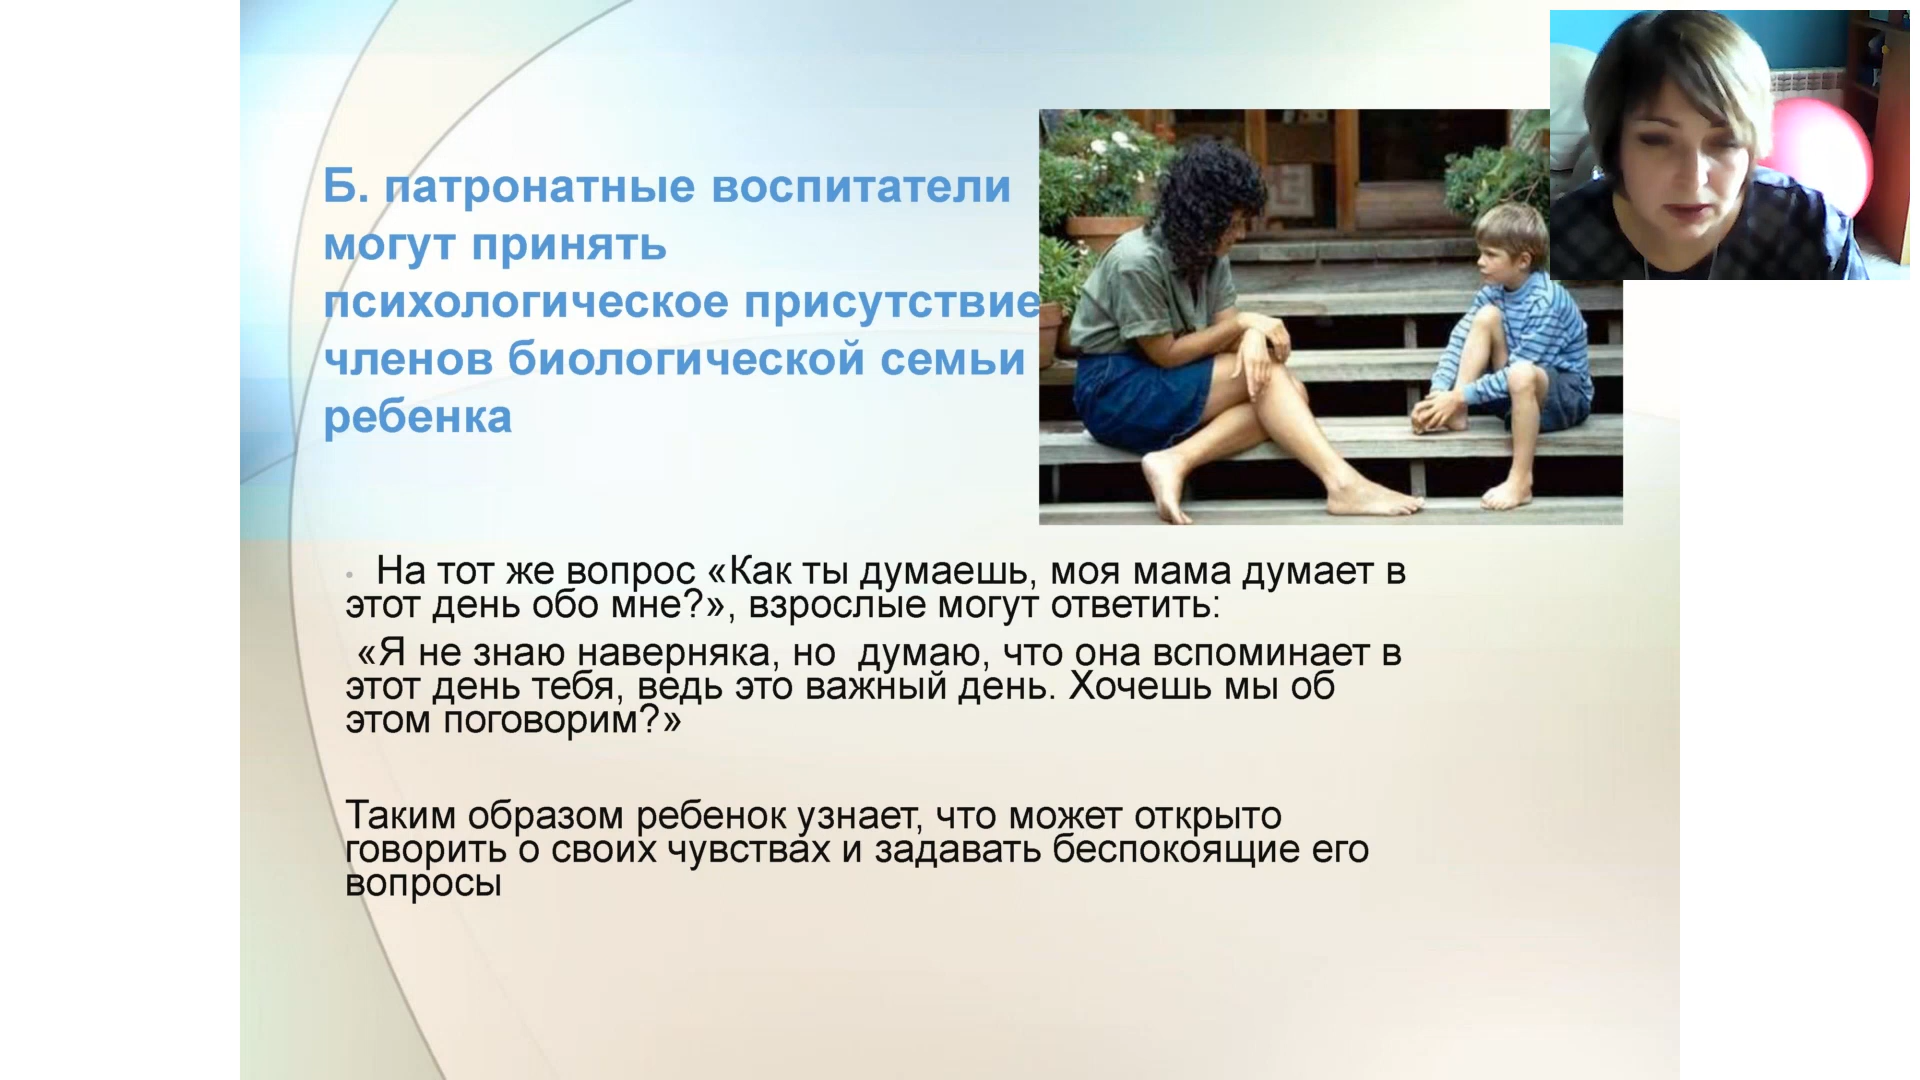 Б. патронатные воспитатели
могут принять
психологическое присутствие
членов биологической семьи
ребенка
• На тот же вопрос «Как ты думаешь, моя мама думает в
этот день обо мне?», взрослые могут ответить:
«Я не знаю наверняка, но  думаю, что она вспоминает в
этот день тебя, ведь это важный день. Хочешь мы об
этом поговорим?»
Таким образом ребенок узнает, что может открыто
говорить о своих чувствах и задавать беспокоящие его
вопросы